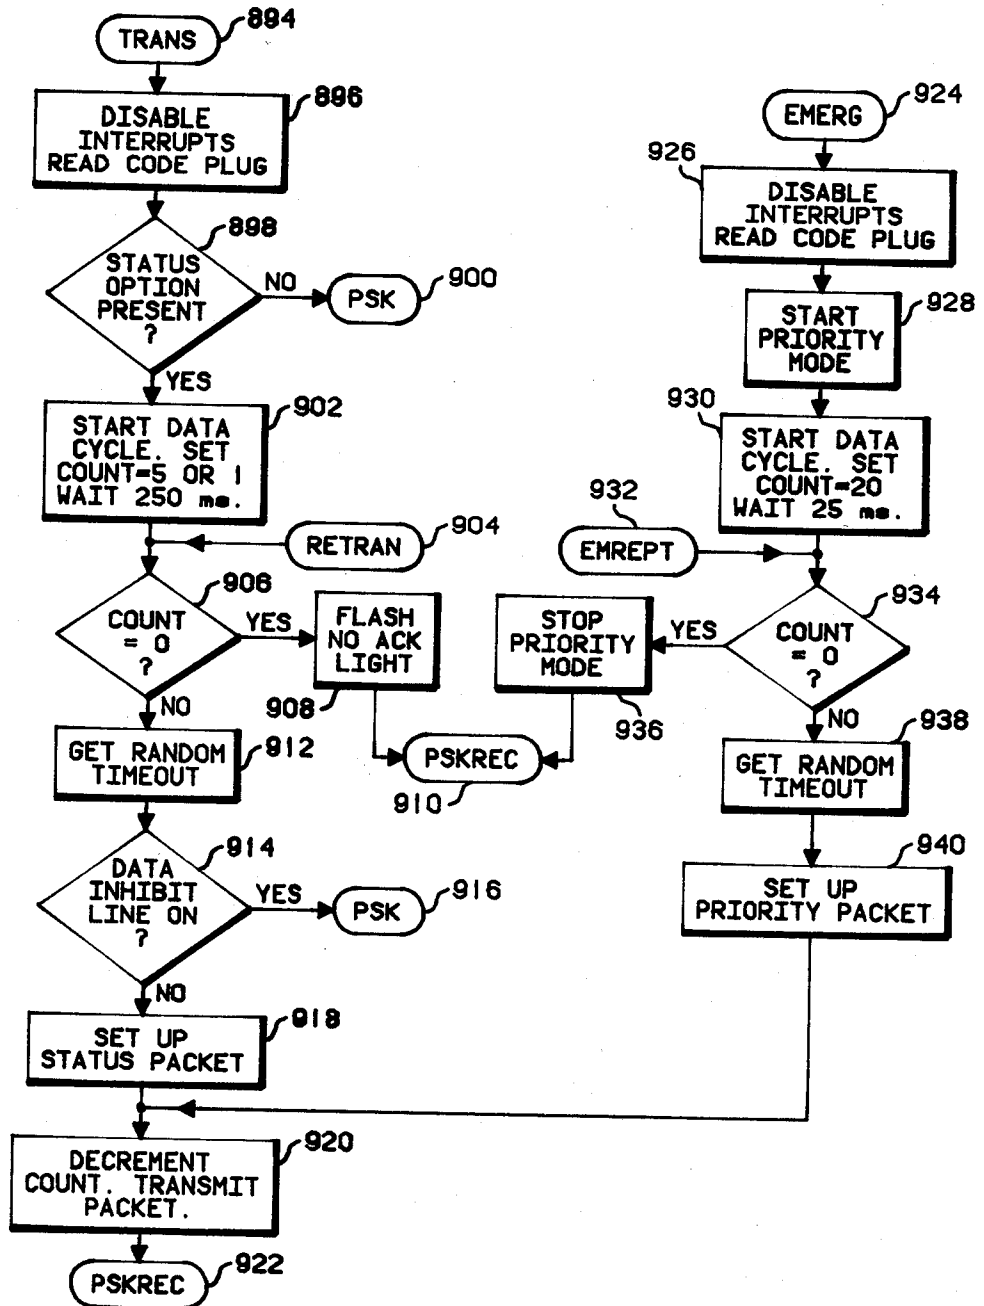 TRANS
894
896
DISABLE
INTERRUPTS
READ CODE PLUG
898
STATUS
OPTION
PRESENT
?
NO
PSK
900
YES
902
START DATA
CYCLE. SET
COUNT=5 OR 1
WAIT 250 ms.
RETRAN
904
906
COUNT
= 0
?
YES
FLASH
NO ACK
LIGHT
908
NO
GET RANDOM
TIMEOUT
912
PSKREC
910
914
DATA
INHIBIT
LINE ON
?
YES
PSK
916
NO
918
SET UP
STATUS PACKET
920
DECREMENT
COUNT. TRANSMIT
PACKET.
PSKREC
922
EMERG
924
926
DISABLE
INTERRUPTS
READ CODE PLUG
928
START
PRIORITY
MODE
930
START DATA
CYCLE. SET
COUNT=20
WAIT 25 ms.
932
EMREPT
934
COUNT
= 0
?
YES
STOP
PRIORITY
MODE
936
NO
938
GET RANDOM
TIMEOUT
940
SET UP
PRIORITY PACKET